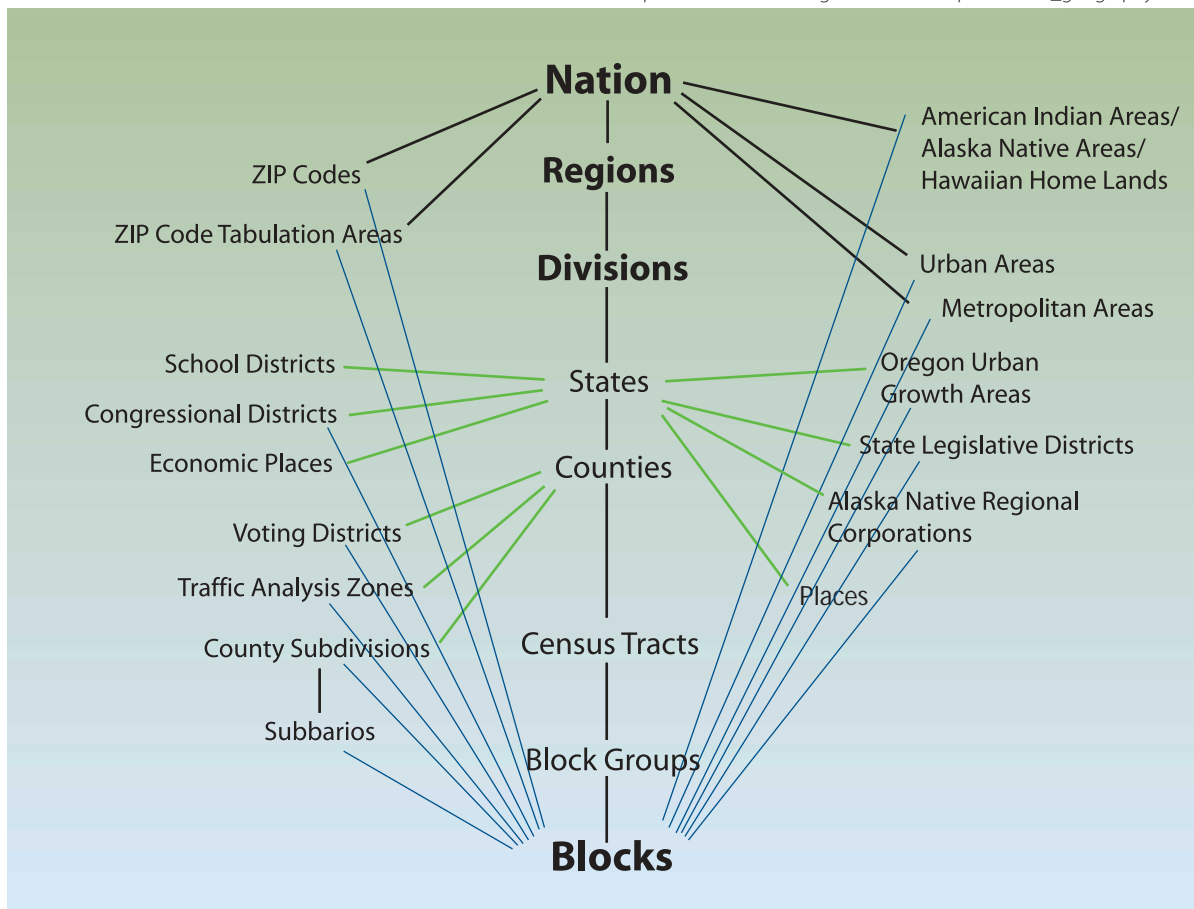 Nation
American Indian Areas/
Alaska Native Areas/
Hawaiian Home Lands
ZIP Codes
Regions
ZIP Code Tabulation Areas
Divisions
Urban Areas
Metropolitan Areas
School Districts
States
Oregon Urban
Growth Areas
Congressional Districts
State Legislative Districts
Economic Places
Counties
Alaska Native Regional
Corporations
Voting Districts
Traffic Analysis Zones
Places
County Subdivisions
Census Tracts
Subbarios
Block Groups
Blocks